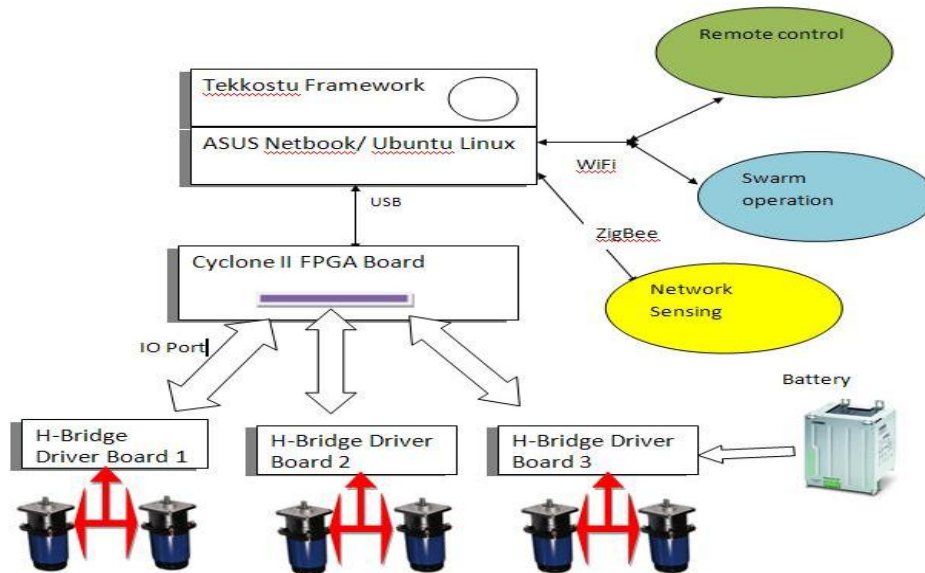 Remote control
Tekkostu Framework
ASUS Netbook/ Ubuntu Linux
WiFi
Swarm
operation
USB
ZigBee
Cyclone II FPGA Board
Network
Sensing
IO Port
Battery
H-Bridge
Driver Board 1
H-Bridge Driver
Board 2
H-Bridge Driver
Board 3